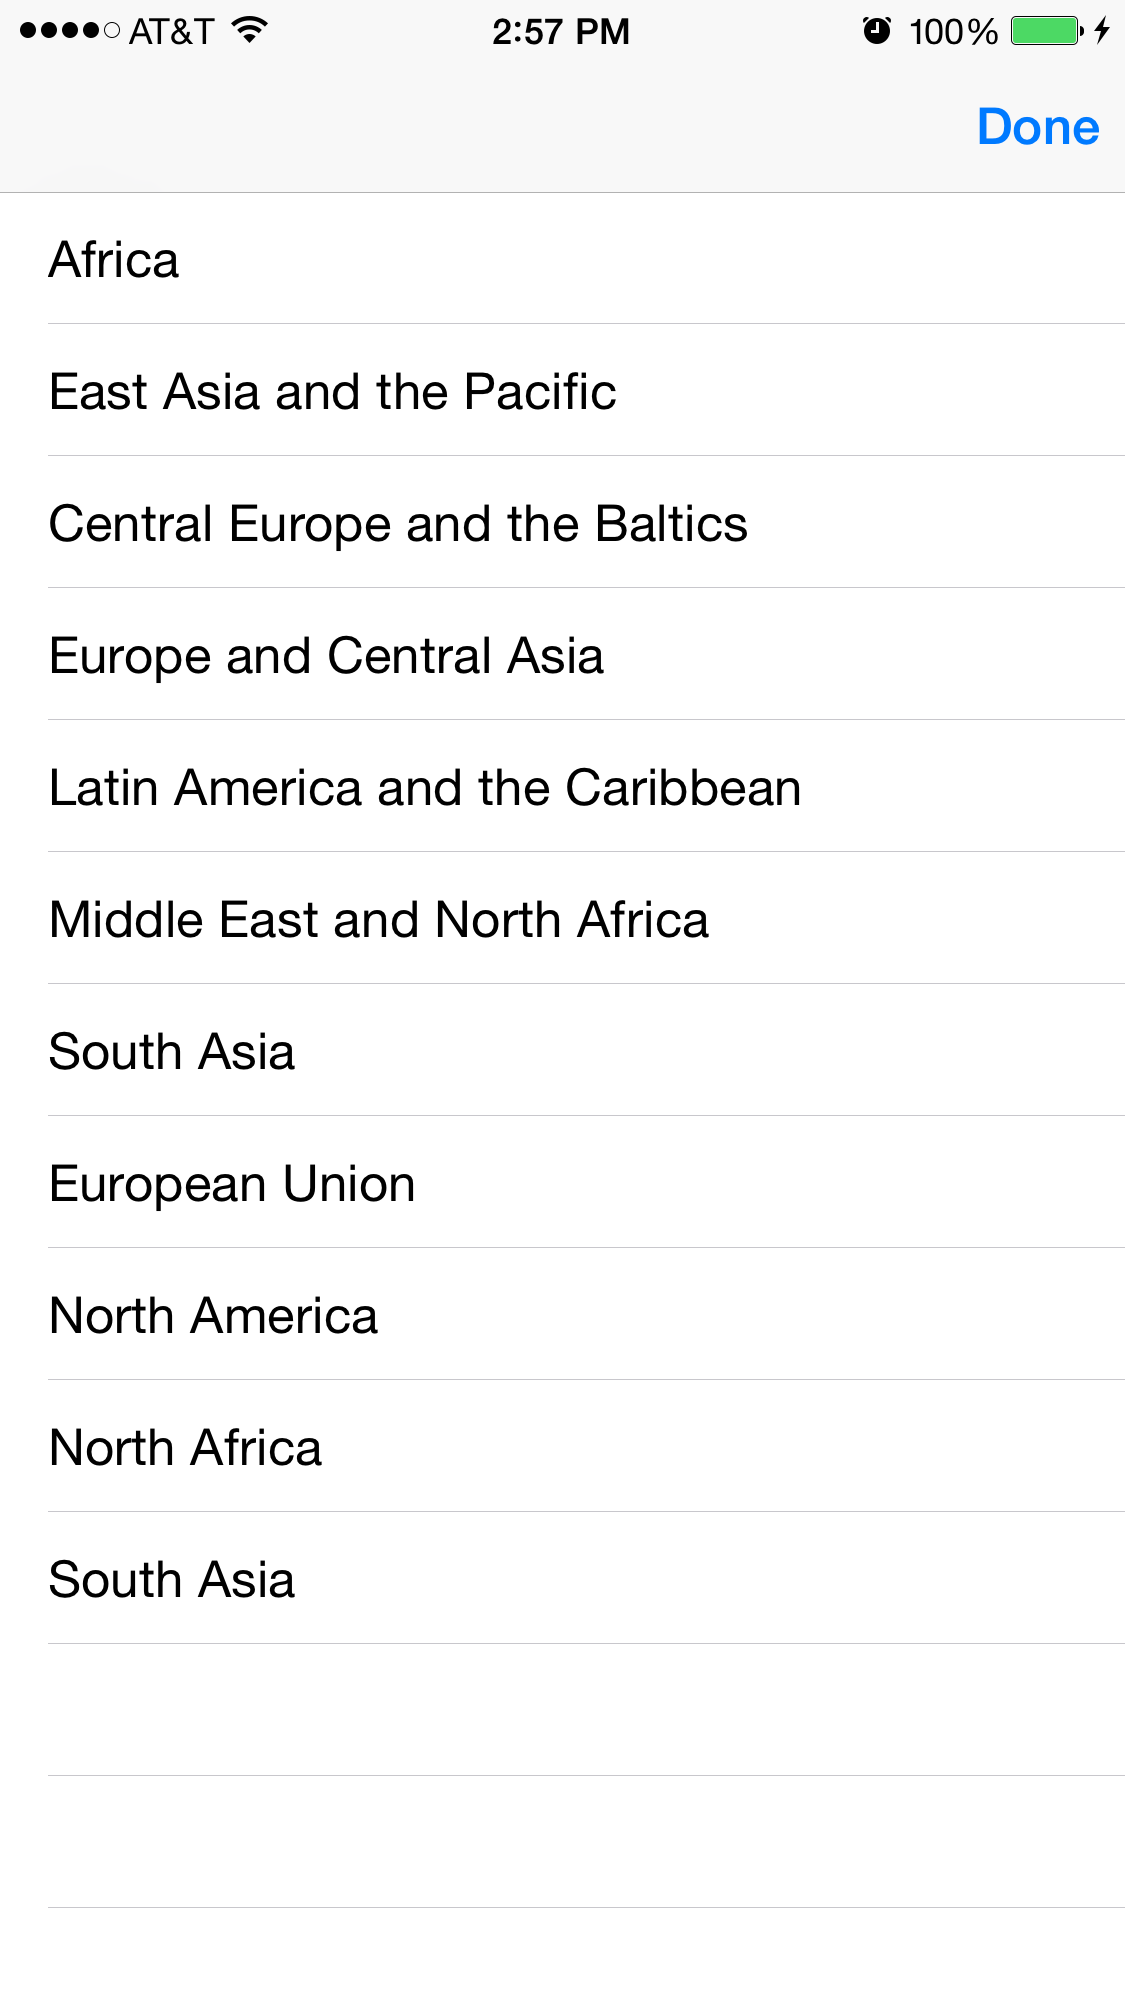 AT&T 2:57 PM 100%
Done
Africa
East Asia and the Pacific
Central Europe and the Baltics
Europe and Central Asia
Latin America and the Caribbean
Middle East and North Africa
South Asia
European Union
North America
North Africa
South Asia